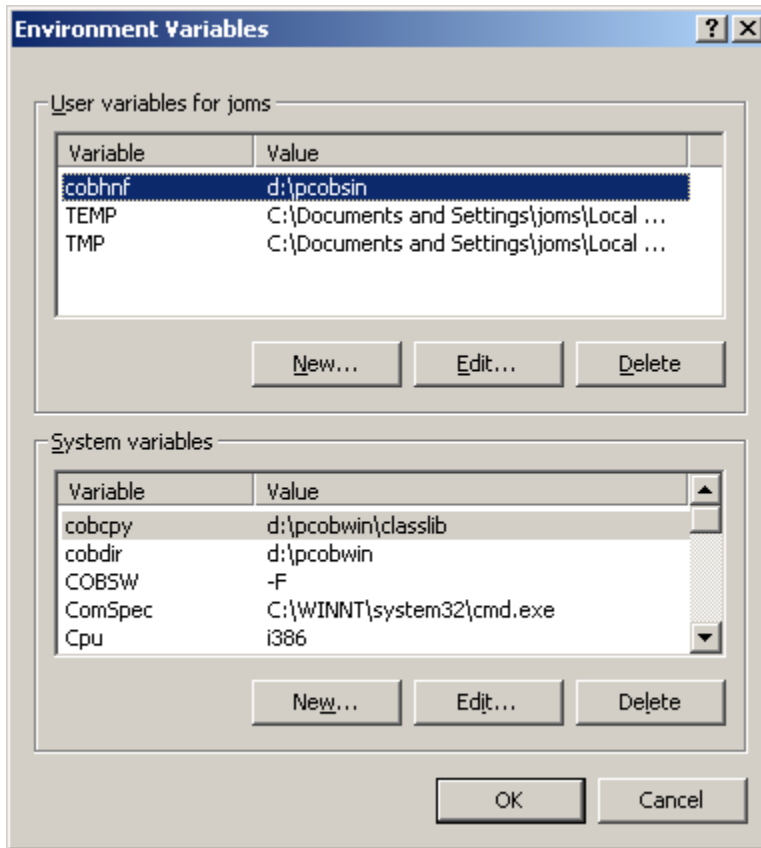 Environment Variables
User variables for joms
Variable Value
cobhnf d:\pcobsin
TEMP C:\Documents and Settings\joms\Local ...
TMP C:\Documents and Settings\joms\Local ...
New... Edit... Delete
System variables
Variable Value
cobcpy d:\pcobwin\classlib
cobdir d:\pcobwin
COBSW -F
ComSpec C:\WINNT\system32\cmd.exe
Cpu i386
New... Edit... Delete
OK Cancel